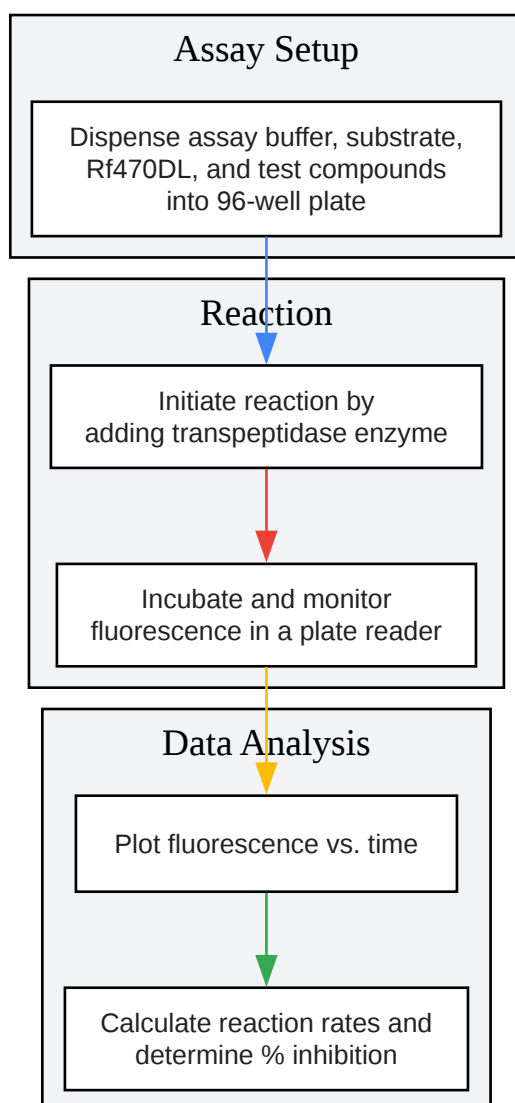 Assay Setup
Dispense assay buffer, substrate,
Rf470DL, and test compounds
into 96-well plate
Reaction
Initiate reaction by
adding transpeptidase enzyme
Incubate and monitor
fluorescence in a plate reader
Data Analysis
Plot fluorescence vs. time
Calculate reaction rates and
determine % inhibition